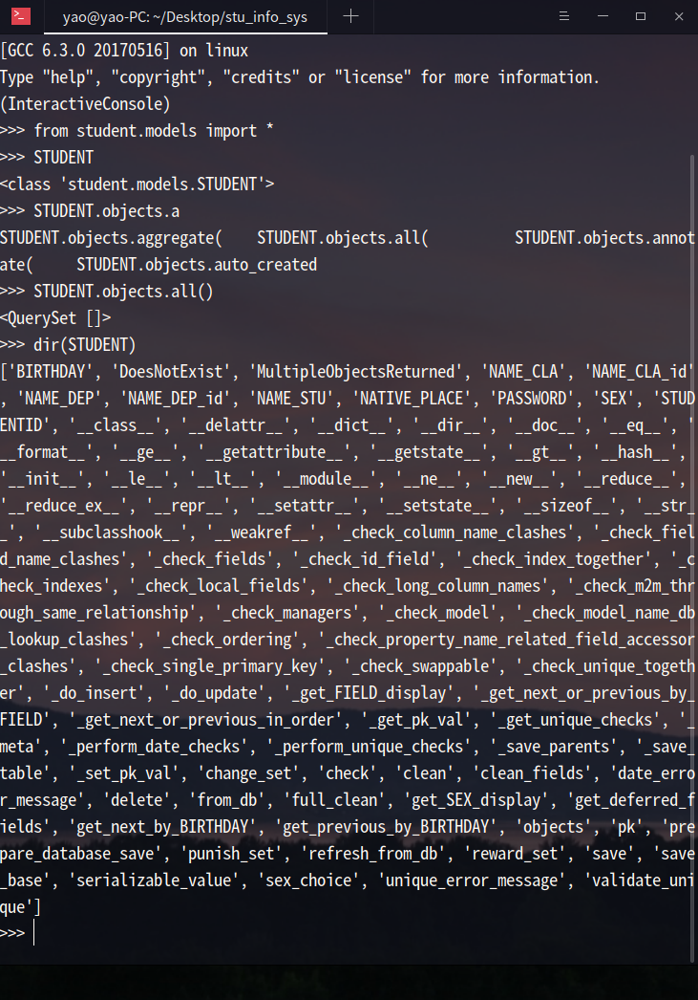 yao@yao-PC: ~/Desktop/stu_info_sys
[GCC 6.3.0 20170516] on linux
Type "help", "copyright", "credits" or "license" for more information.
(InteractiveConsole)
>>> from student.models import *
>>> STUDENT
<class 'student.models.STUDENT'>
>>> STUDENT.objects.a
STUDENT.objects.aggregate(    STUDENT.objects.all(          STUDENT.objects.annot
ate(     STUDENT.objects.auto_created
>>> STUDENT.objects.all()
<QuerySet []>
>>> dir(STUDENT)
['BIRTHDAY', 'DoesNotExist', 'MultipleObjectsReturned', 'NAME_CLA', 'NAME_CLA_id'
, 'NAME_DEP', 'NAME_DEP_id', 'NAME_STU', 'NATIVE_PLACE', 'PASSWORD', 'SEX', 'STUD
ENTID', '__class__', '__delattr__', '__dict__', '__dir__', '__doc__', '__eq__', '
__format__', '__ge__', '__getattribute__', '__getstate__', '__gt__', '__hash__',
'__init__', '__le__', '__lt__', '__module__', '__ne__', '__new__', '__reduce__',
'__reduce_ex__', '__repr__', '__setattr__', '__setstate__', '__sizeof__', '__str_
_', '__subclasshook__', '__weakref__', '_check_column_name_clashes', '_check_fiel
d_name_clashes', '_check_fields', '_check_id_field', '_check_index_together', '_c
heck_indexes', '_check_local_fields', '_check_long_column_names', '_check_m2m_thr
ough_same_relationship', '_check_managers', '_check_model', '_check_model_name_db
_lookup_clashes', '_check_ordering', '_check_property_name_related_field_accessor
_clashes', '_check_single_primary_key', '_check_swappable', '_check_unique_togeth
er', '_do_insert', '_do_update', '_get_FIELD_display', '_get_next_or_previous_by_
FIELD', '_get_next_or_previous_in_order', '_get_pk_val', '_get_unique_checks', '_
meta', '_perform_date_checks', '_perform_unique_checks', '_save_parents', '_save_
table', '_set_pk_val', 'change_set', 'check', 'clean', 'clean_fields', 'date_erro
r_message', 'delete', 'from_db', 'full_clean', 'get_SEX_display', 'get_deferred_f
ields', 'get_next_by_BIRTHDAY', 'get_previous_by_BIRTHDAY', 'objects', 'pk', 'pre
pare_database_save', 'punish_set', 'refresh_from_db', 'reward_set', 'save', 'save
_base', 'serializable_value', 'sex_choice', 'unique_error_message', 'validate_uni
que']
>>>